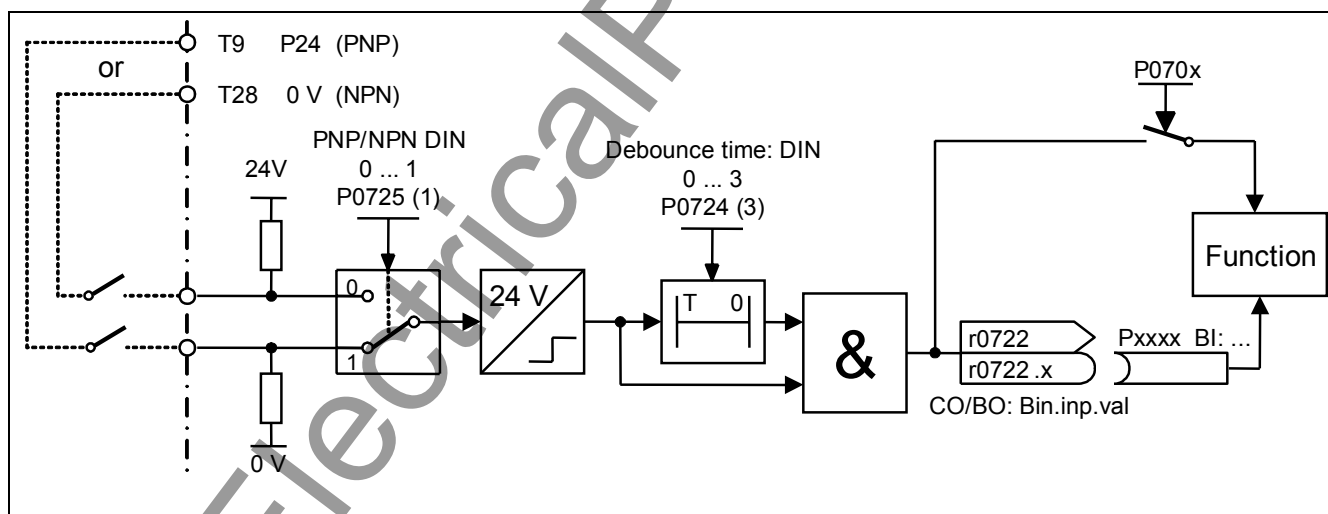 T9 P24 (PNP)
or
T28 0 V (NPN)
P070x
PNP/NPN DIN
0 ... 1
P0725 (1)
Debounce time: DIN
0 ... 3
P0724 (3)
24V
0
1
24 V
T 0
&
Function
r0722
r0722 .x
Pxxxx BI: ...
CO/BO: Bin.inp.val
0 V
ElectricalP